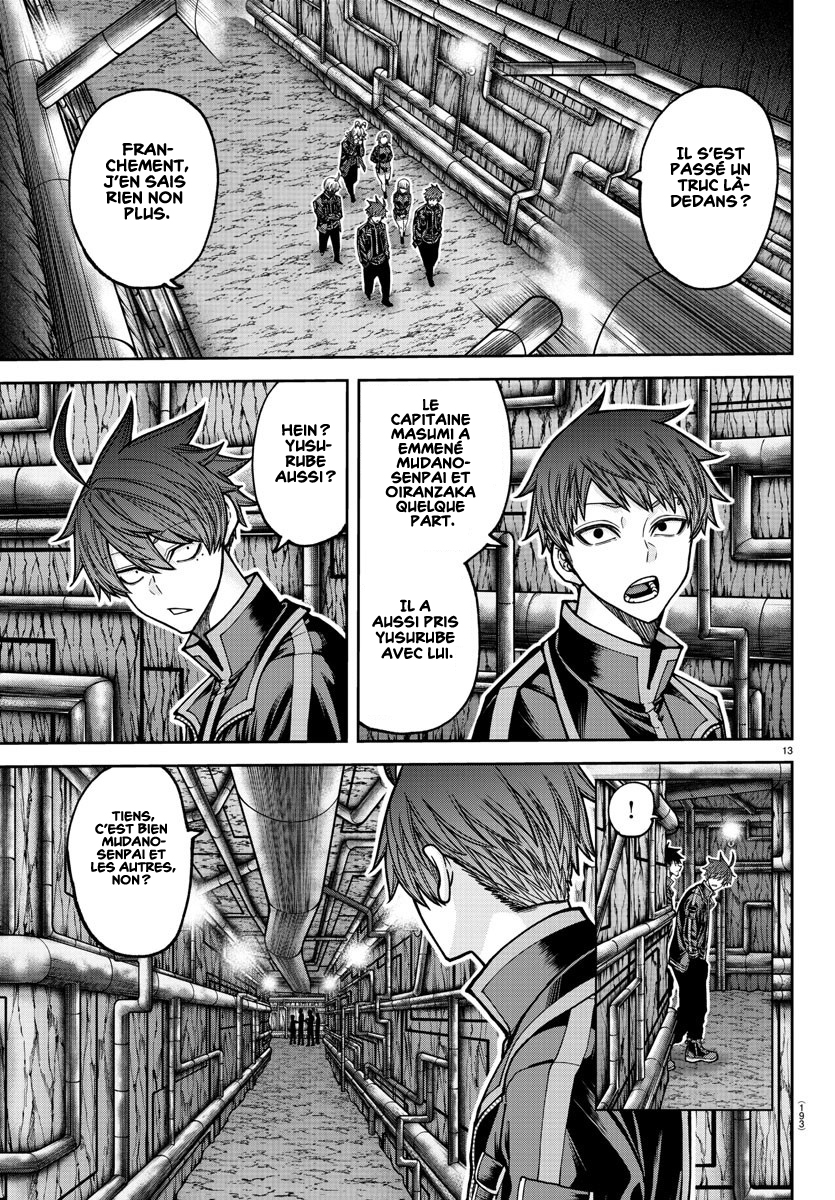 IL S'EST
PASSÉ UN
TRUC LÀ-
DEDANS ?
FRAN-
CHEMENT,
J'EN SAIS
RIEN NON
PLUS.
LE
CAPITAINE
MASUMI A
EMMENÉ
MUDANO-
SENPAI ET
OIRANZAKA
QUELQUE
PART.
IL A
AUSSI PRIS
YUSURUBE
AVEC LUI.
HEIN ?
YUSU-
RUBE
AUSSI ?
13
!
TIENS,
C'EST BIEN
MUDANO-
SENPAI ET
LES AUTRES,
NON ?
(193)